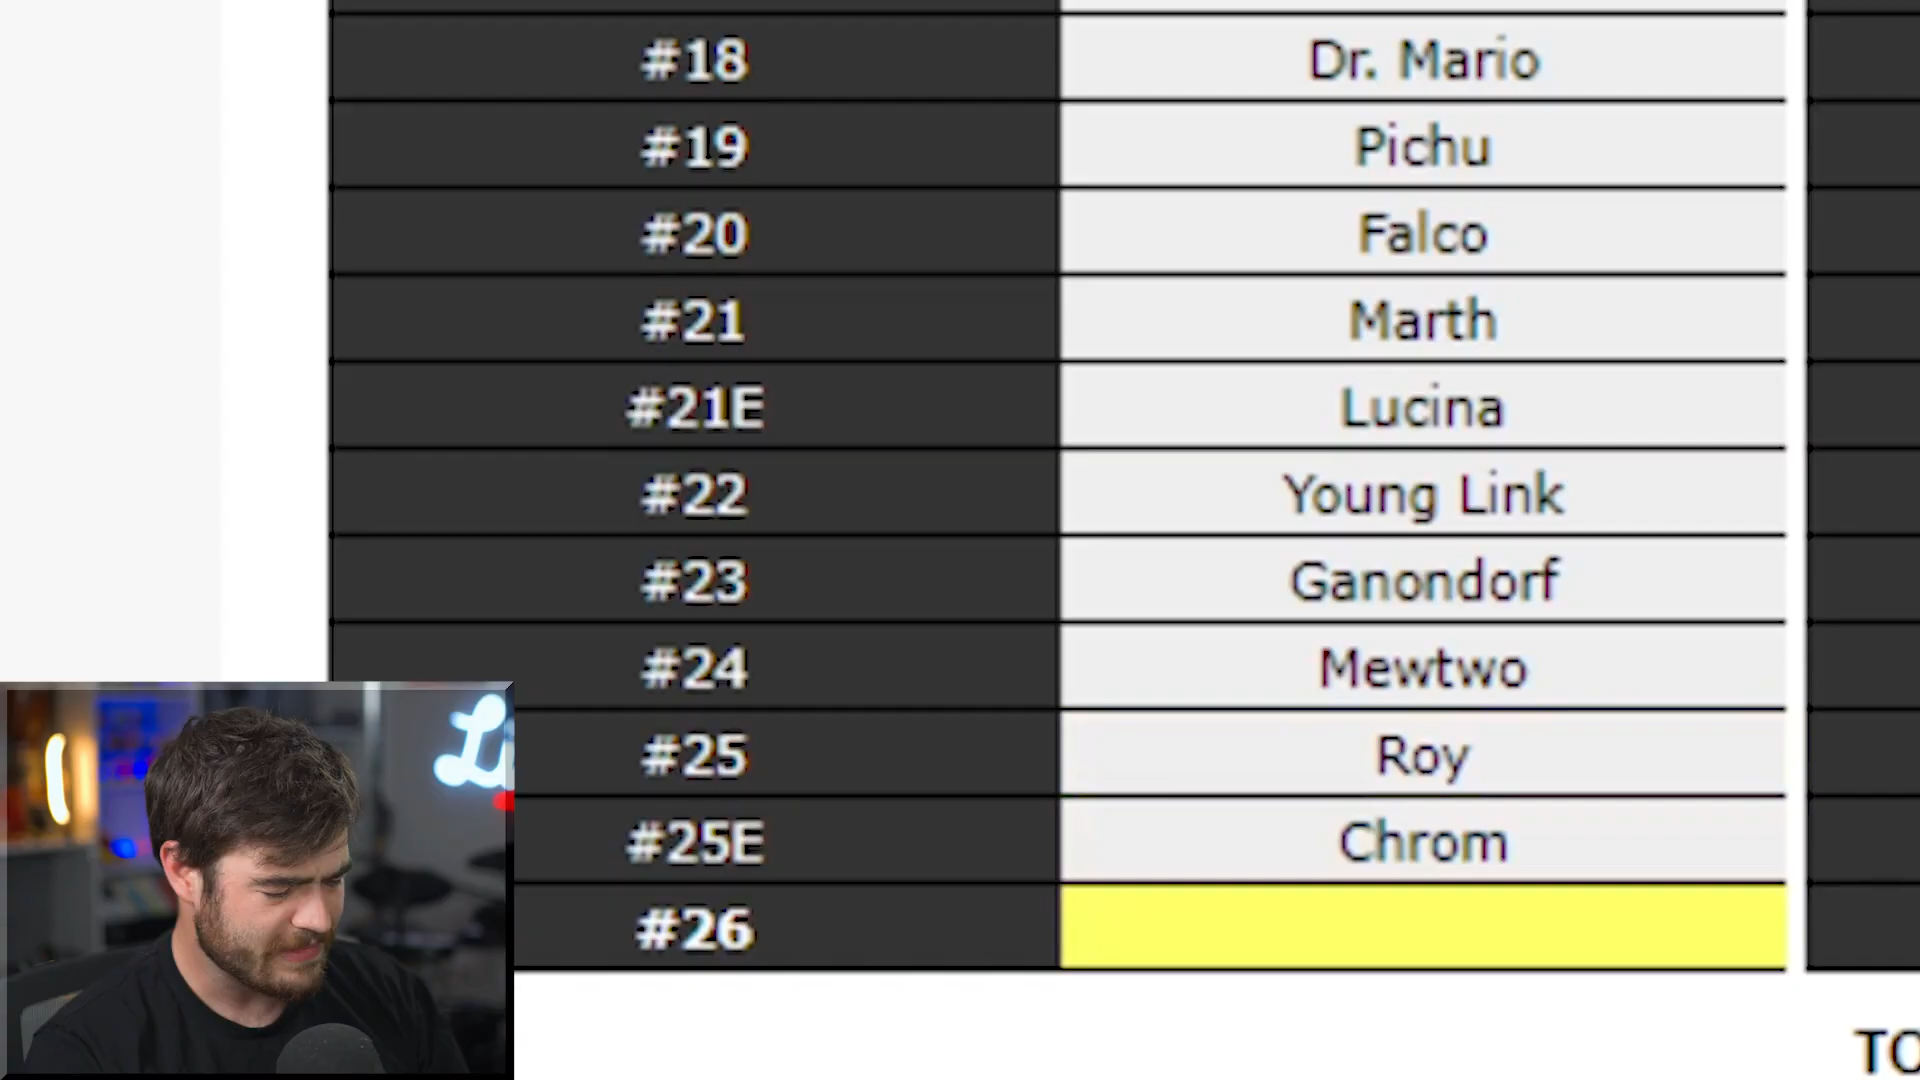 #18 Dr. Mario
#19 Pichu
#20 Falco
#21 Marth
#21E Lucina
#22 Young Link
#23 Ganondorf
#24 Mewtwo
#25 Roy
#25E Chrom
#26
TO